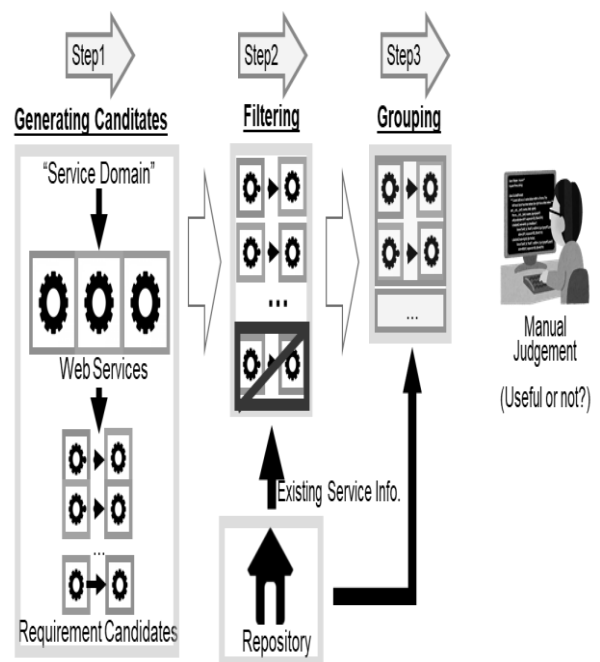 Step1
Step2
Step3
Generating Canditates
Filtering
Grouping
“Service Domain”
Web Services
...
Requirement Candidates
...
...
Existing Service Info.
Repository
Manual
Judgement
(Useful or not?)